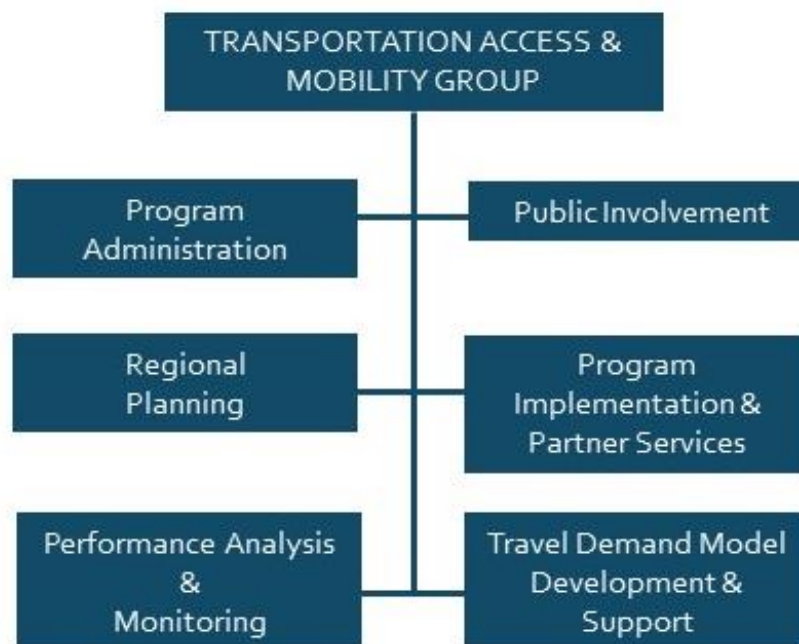 TRANSPORTATION ACCESS &
MOBILITY GROUP
Program
Administration
Public Involvement
Regional
Planning
Program
Implementation &
Partner Services
Performance Analysis
&
Monitoring
Travel Demand Model
Development &
Support